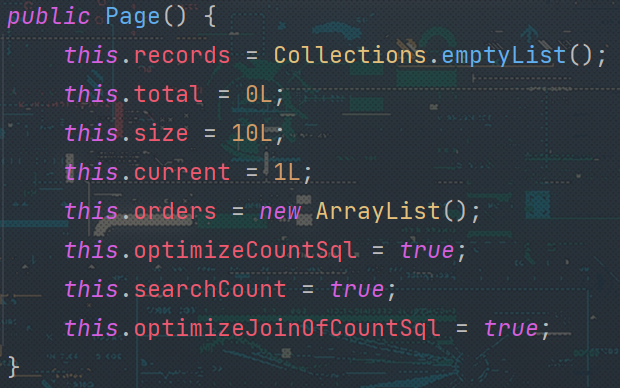 public Page() {
    this.records = Collections.emptyList();
    this.total = 0L;
    this.size = 10L;
    this.current = 1L;
    this.orders = new ArrayList();
    this.optimizeCountSql = true;
    this.searchCount = true;
    this.optimizeJoinOfCountSql = true;
}